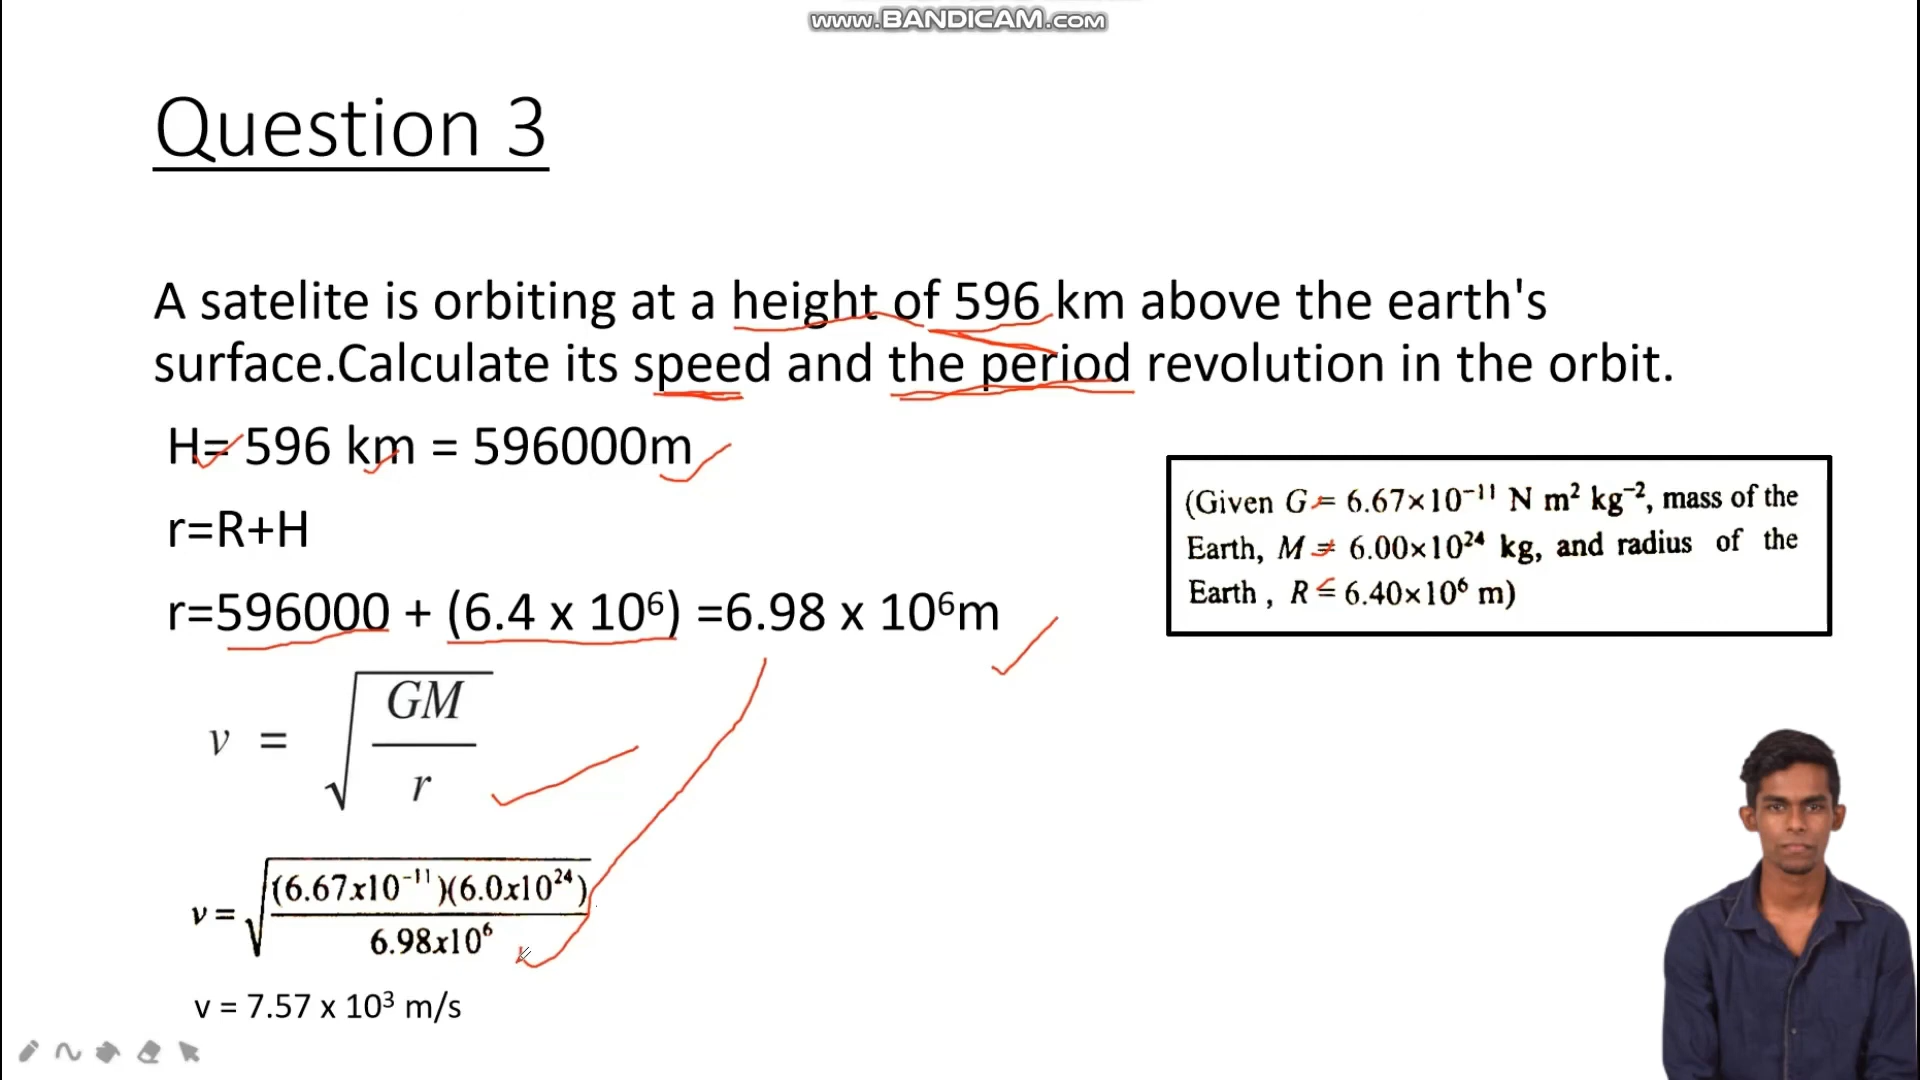 www.BANDICAM.com
Question 3
A satelite is orbiting at a height of 596 km above the earth's
surface.Calculate its speed and the period revolution in the orbit.
H= 596 km = 596000m
r=R+H
r=596000 + (6.4 x 10⁶) =6.98 x 10⁶m
v = √ GM
r
v = √ (6.67x10⁻¹¹)(6.0x10²⁴)
6.98x10⁶
v = 7.57 x 10³ m/s
(Given G = 6.67×10⁻¹¹ N m² kg⁻², mass of the
Earth, M = 6.00×10²⁴ kg, and radius of the
Earth , R = 6.40×10⁶ m)